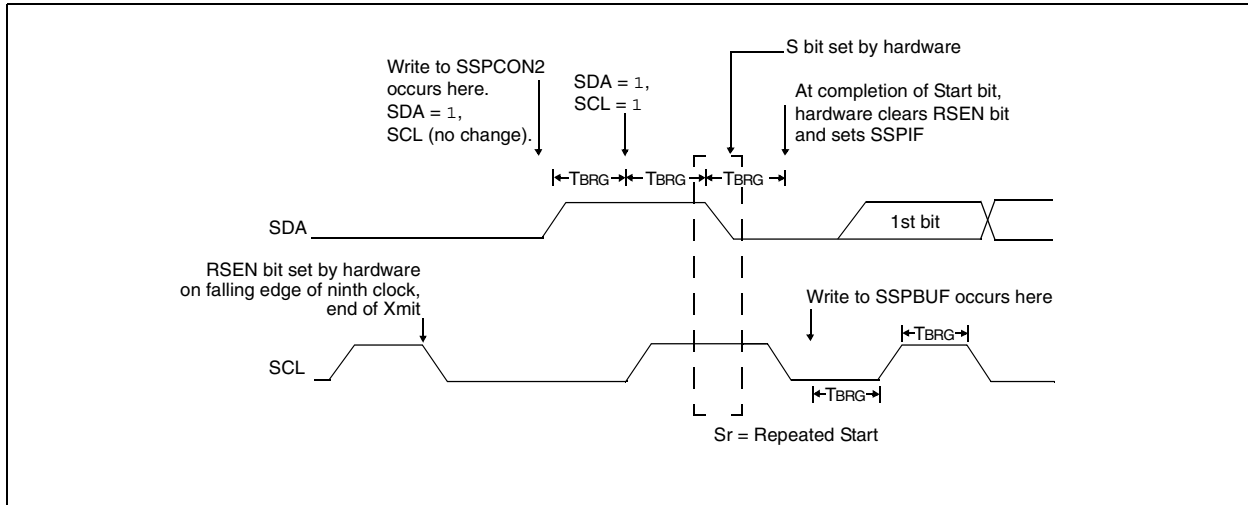 S bit set by hardware
Write to SSPCON2
occurs here.
SDA = 1,
SCL (no change).
SDA = 1,
SCL = 1
At completion of Start bit,
hardware clears RSEN bit
and sets SSPIF
TBRG
TBRG
TBRG
SDA
1st bit
RSEN bit set by hardware
on falling edge of ninth clock,
end of Xmit
Write to SSPBUF occurs here
TBRG
SCL
TBRG
Sr = Repeated Start